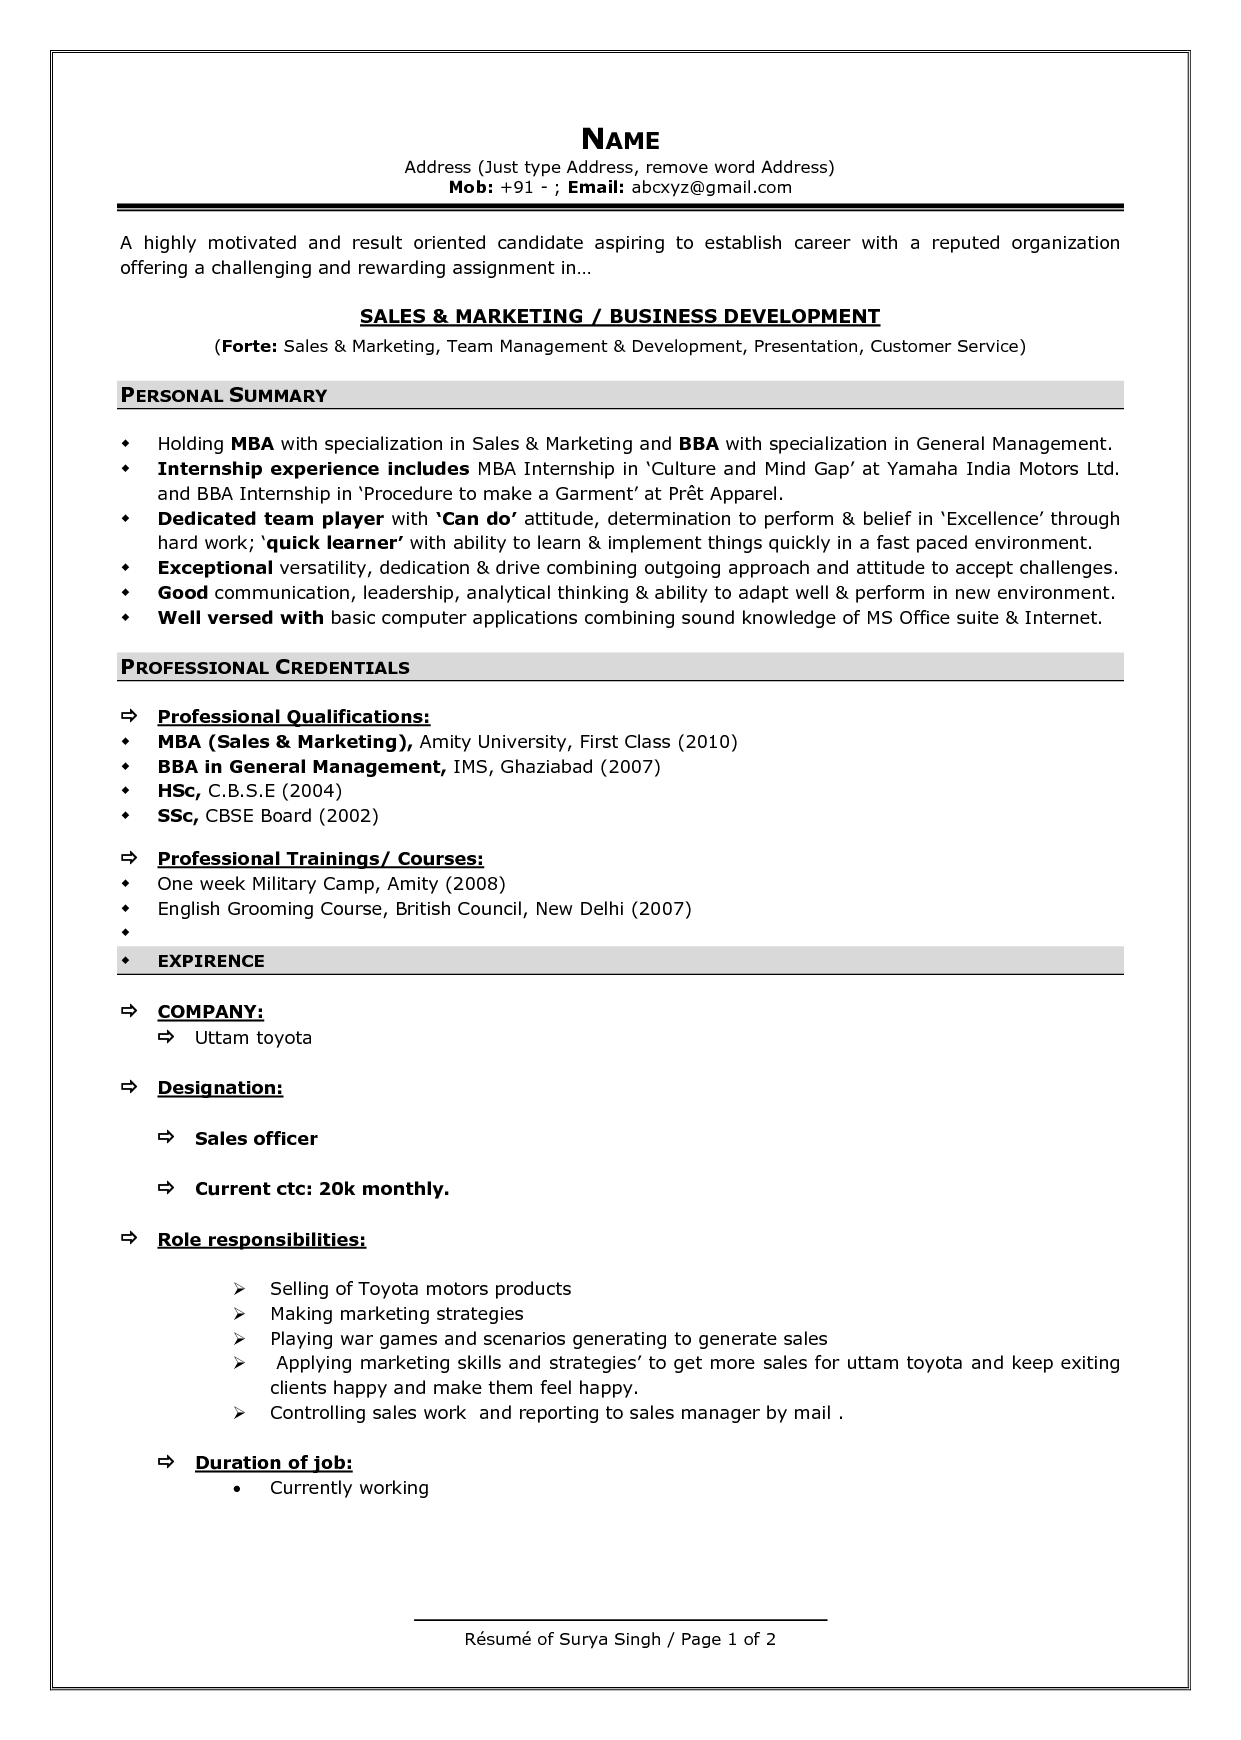 NAME
Address (Just type Address, remove word Address)
Mob: +91 - ; Email: abcxyz@gmail.com
A highly motivated and result oriented candidate aspiring to establish career with a reputed organization
offering a challenging and rewarding assignment in…
SALES & MARKETING / BUSINESS DEVELOPMENT
(Forte: Sales & Marketing, Team Management & Development, Presentation, Customer Service)
PERSONAL SUMMARY
Holding MBA with specialization in Sales & Marketing and BBA with specialization in General Management.
Internship experience includes MBA Internship in ‘Culture and Mind Gap’ at Yamaha India Motors Ltd.
and BBA Internship in ‘Procedure to make a Garment’ at Prêt Apparel.
Dedicated team player with ‘Can do’ attitude, determination to perform & belief in ‘Excellence’ through
hard work; ‘quick learner’ with ability to learn & implement things quickly in a fast paced environment.
Exceptional versatility, dedication & drive combining outgoing approach and attitude to accept challenges.
Good communication, leadership, analytical thinking & ability to adapt well & perform in new environment.
Well versed with basic computer applications combining sound knowledge of MS Office suite & Internet.
PROFESSIONAL CREDENTIALS
Professional Qualifications:
MBA (Sales & Marketing), Amity University, First Class (2010)
BBA in General Management, IMS, Ghaziabad (2007)
HSc, C.B.S.E (2004)
SSc, CBSE Board (2002)
Professional Trainings/ Courses:
One week Military Camp, Amity (2008)
English Grooming Course, British Council, New Delhi (2007)
EXPIRENCE
COMPANY:
Uttam toyota
Designation:
Sales officer
Current ctc: 20k monthly.
Role responsibilities:
Selling of Toyota motors products
Making marketing strategies
Playing war games and scenarios generating to generate sales
Applying marketing skills and strategies’ to get more sales for uttam toyota and keep exiting
clients happy and make them feel happy.
Controlling sales work  and reporting to sales manager by mail .
Duration of job:
Currently working
Résumé of Surya Singh / Page 1 of 2